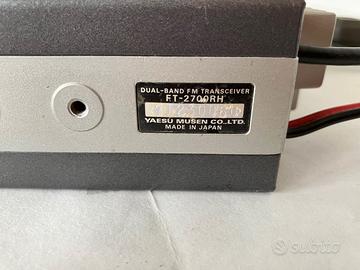 DUAL-BAND FM TRANSCEIVER
FT-2700RH
YAESU MUSEN CO.,LTD.
MADE IN JAPAN
subito